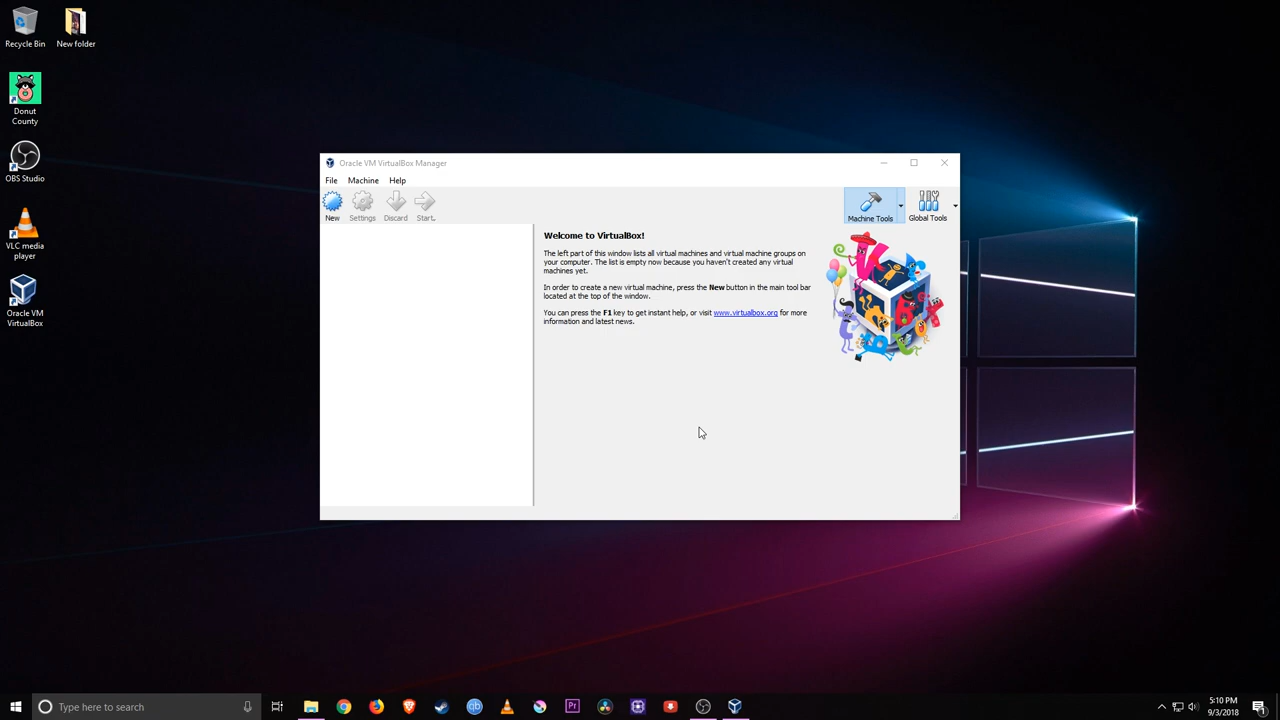 Recycle Bin
New folder
Donut
County
OBS Studio
VLC media
player
Oracle VM
VirtualBox
Oracle VM VirtualBox Manager
File Machine Help
New Settings Discard Start.
Machine Tools Global Tools
Welcome to VirtualBox!
The left part of this window lists all virtual machines and virtual machine groups on
your computer. The list is empty now because you haven't created any virtual
machines yet.
In order to create a new virtual machine, press the New button in the main tool bar
located at the top of the window.
You can press the F1 key to get instant help, or visit www.virtualbox.org for more
information and latest news.
Type here to search
Pr
5:10 PM
9/3/2018